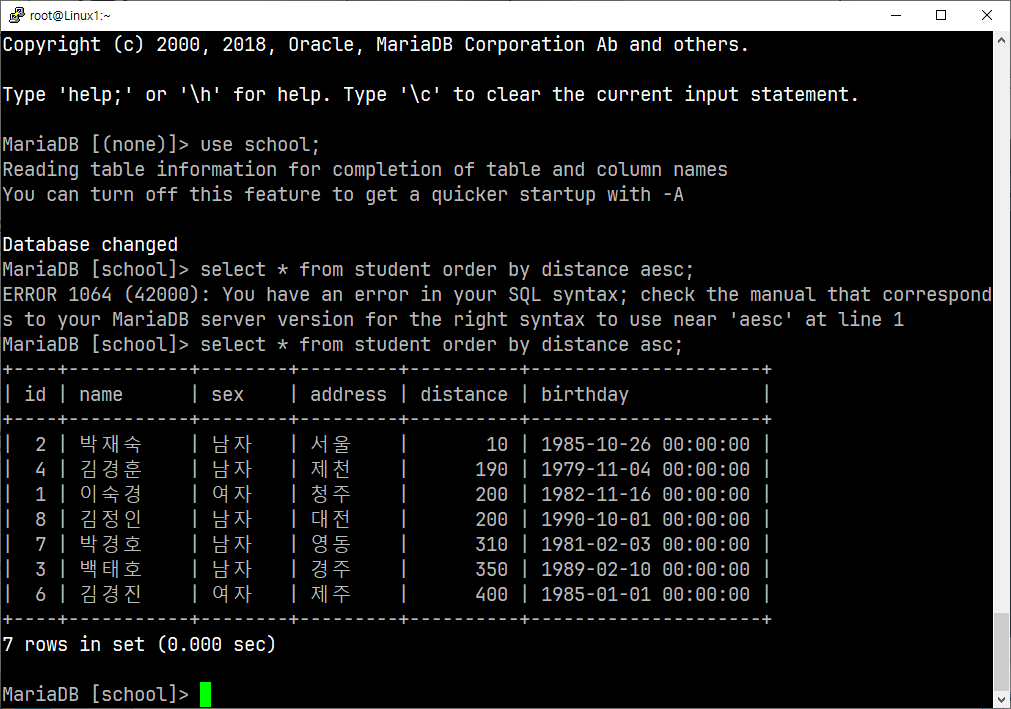 root@Linux1:~
Copyright (c) 2000, 2018, Oracle, MariaDB Corporation Ab and others.
Type 'help;' or '\h' for help. Type '\c' to clear the current input statement.
MariaDB [(none)]> use school;
Reading table information for completion of table and column names
You can turn off this feature to get a quicker startup with -A
Database changed
MariaDB [school]> select * from student order by distance aesc;
ERROR 1064 (42000): You have an error in your SQL syntax; check the manual that correspond
s to your MariaDB server version for the right syntax to use near 'aesc' at line 1
MariaDB [school]> select * from student order by distance asc;
+----+-----------+--------+---------+----------+---------------------+
| id | name      | sex    | address | distance | birthday            |
+----+-----------+--------+---------+----------+---------------------+
|  2 | 박재숙    | 남자   | 서울    |       10 | 1985-10-26 00:00:00 |
|  4 | 김경훈    | 남자   | 제천    |      190 | 1979-11-04 00:00:00 |
|  1 | 이숙경    | 여자   | 청주    |      200 | 1982-11-16 00:00:00 |
|  8 | 김정인    | 남자   | 대전    |      200 | 1990-10-01 00:00:00 |
|  7 | 박경호    | 남자   | 영동    |      310 | 1981-02-03 00:00:00 |
|  3 | 백태호    | 남자   | 경주    |      350 | 1989-02-10 00:00:00 |
|  6 | 김경진    | 여자   | 제주    |      400 | 1985-01-01 00:00:00 |
+----+-----------+--------+---------+----------+---------------------+
7 rows in set (0.000 sec)
MariaDB [school]>